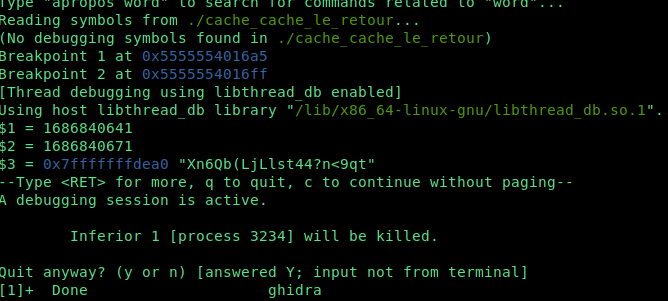 Type "apropos word" to search for commands related to "word"...
Reading symbols from ./cache_cache_le_retour...
(No debugging symbols found in ./cache_cache_le_retour)
Breakpoint 1 at 0x5555554016a5
Breakpoint 2 at 0x5555554016ff
[Thread debugging using libthread_db enabled]
Using host libthread_db library "/lib/x86_64-linux-gnu/libthread_db.so.1".
$1 = 1686840641
$2 = 1686840671
$3 = 0x7fffffffdea0 "Xn6Qb(LjLlst44?n<9qt"
--Type <RET> for more, q to quit, c to continue without paging--
A debugging session is active.
Inferior 1 [process 3234] will be killed.
Quit anyway? (y or n) [answered Y; input not from terminal]
[1]+  Done                    ghidra